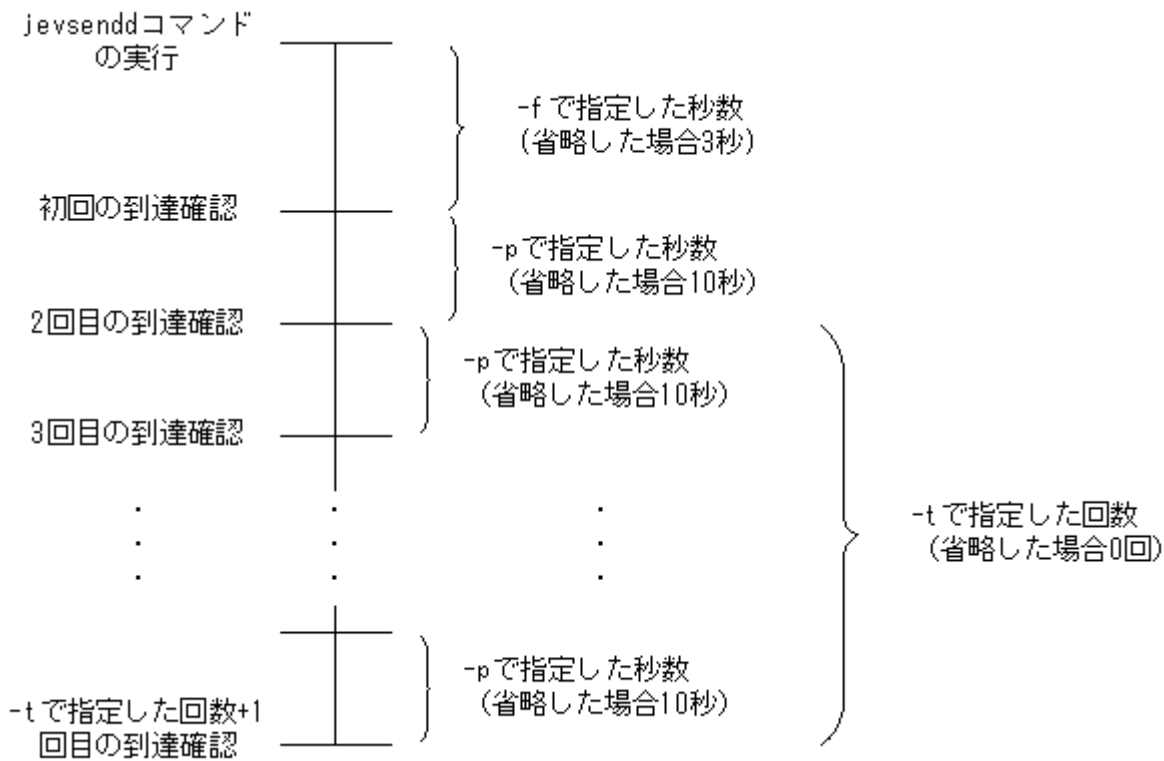 jevsenddコマンド
の実行
-fで指定した秒数
(省略した場合3秒)
初回の到達確認
-pで指定した秒数
(省略した場合10秒)
2回目の到達確認
-pで指定した秒数
(省略した場合10秒)
3回目の到達確認
-tで指定した回数
(省略した場合0回)
-pで指定した秒数
(省略した場合10秒)
-tで指定した回数+1
回目の到達確認